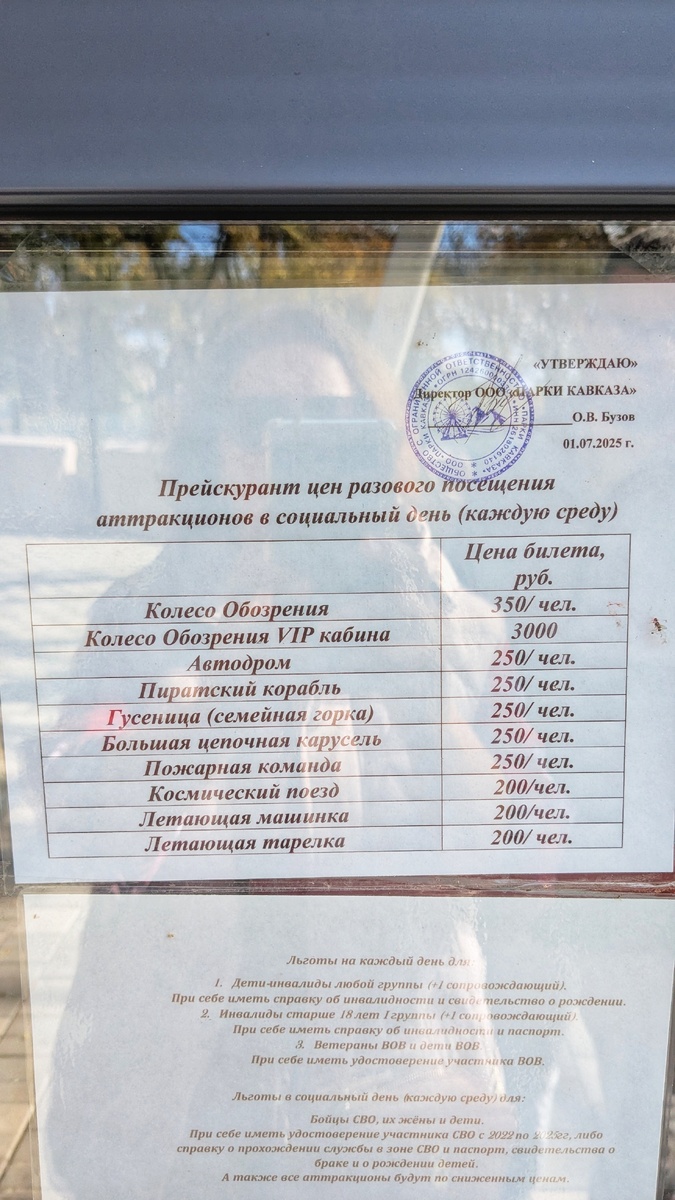 «УТВЕРЖДАЮ»
Директор ООО «ПАРКИ КАВКАЗА»
О.В. Бузов
01.07.2025 г.
Прейскурант цен разового посещения
аттракционов в социальный день (каждую среду)
Цена билета,
руб.
Колесо Обозрения 350/ чел.
Колесо Обозрения VIP кабина 3000
Автодром 250/ чел.
Пиратский корабль 250/ чел.
Гусеница (семейная горка) 250/ чел.
Большая цепочная карусель 250/ чел.
Пожарная команда 250/ чел.
Космический поезд 200/чел.
Летающая машинка 200/чел.
Летающая тарелка 200/ чел.
Льготы на каждый день для:
1. Дети-инвалиды любой группы (+1 сопровождающий).
При себе иметь справку об инвалидности и свидетельство о рождении.
2. Инвалиды старше 18 лет 1 группы (+1 сопровождающий).
При себе иметь справку об инвалидности и паспорт.
3. Ветераны ВОВ и дети ВОВ.
При себе иметь удостоверение участника ВОВ.
Льготы в социальный день (каждую среду) для:
Бойцы СВО, их жёны и дети.
При себе иметь удостоверение участника СВО с 2022 по 2025гг, либо
справку о прохождении службы в зоне СВО и паспорт, свидетельства о
браке и о рождении детей.
А также все аттракционы будут по сниженным ценам.